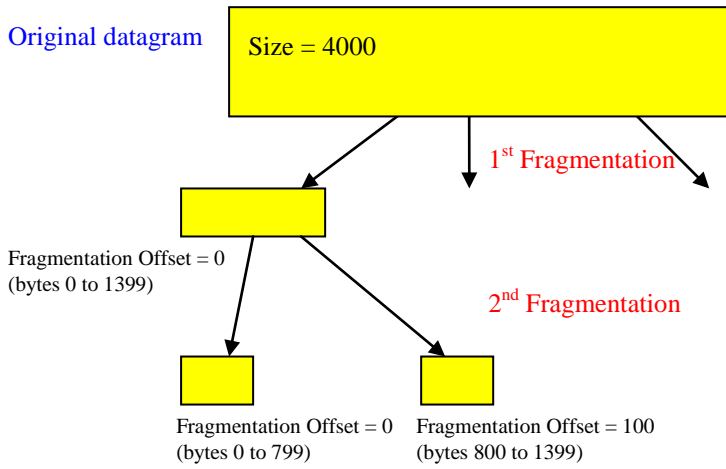 Original datagram
Size = 4000
1st Fragmentation
Fragmentation Offset = 0
(bytes 0 to 1399)
2nd Fragmentation
Fragmentation Offset = 0
(bytes 0 to 799)
Fragmentation Offset = 100
(bytes 800 to 1399)